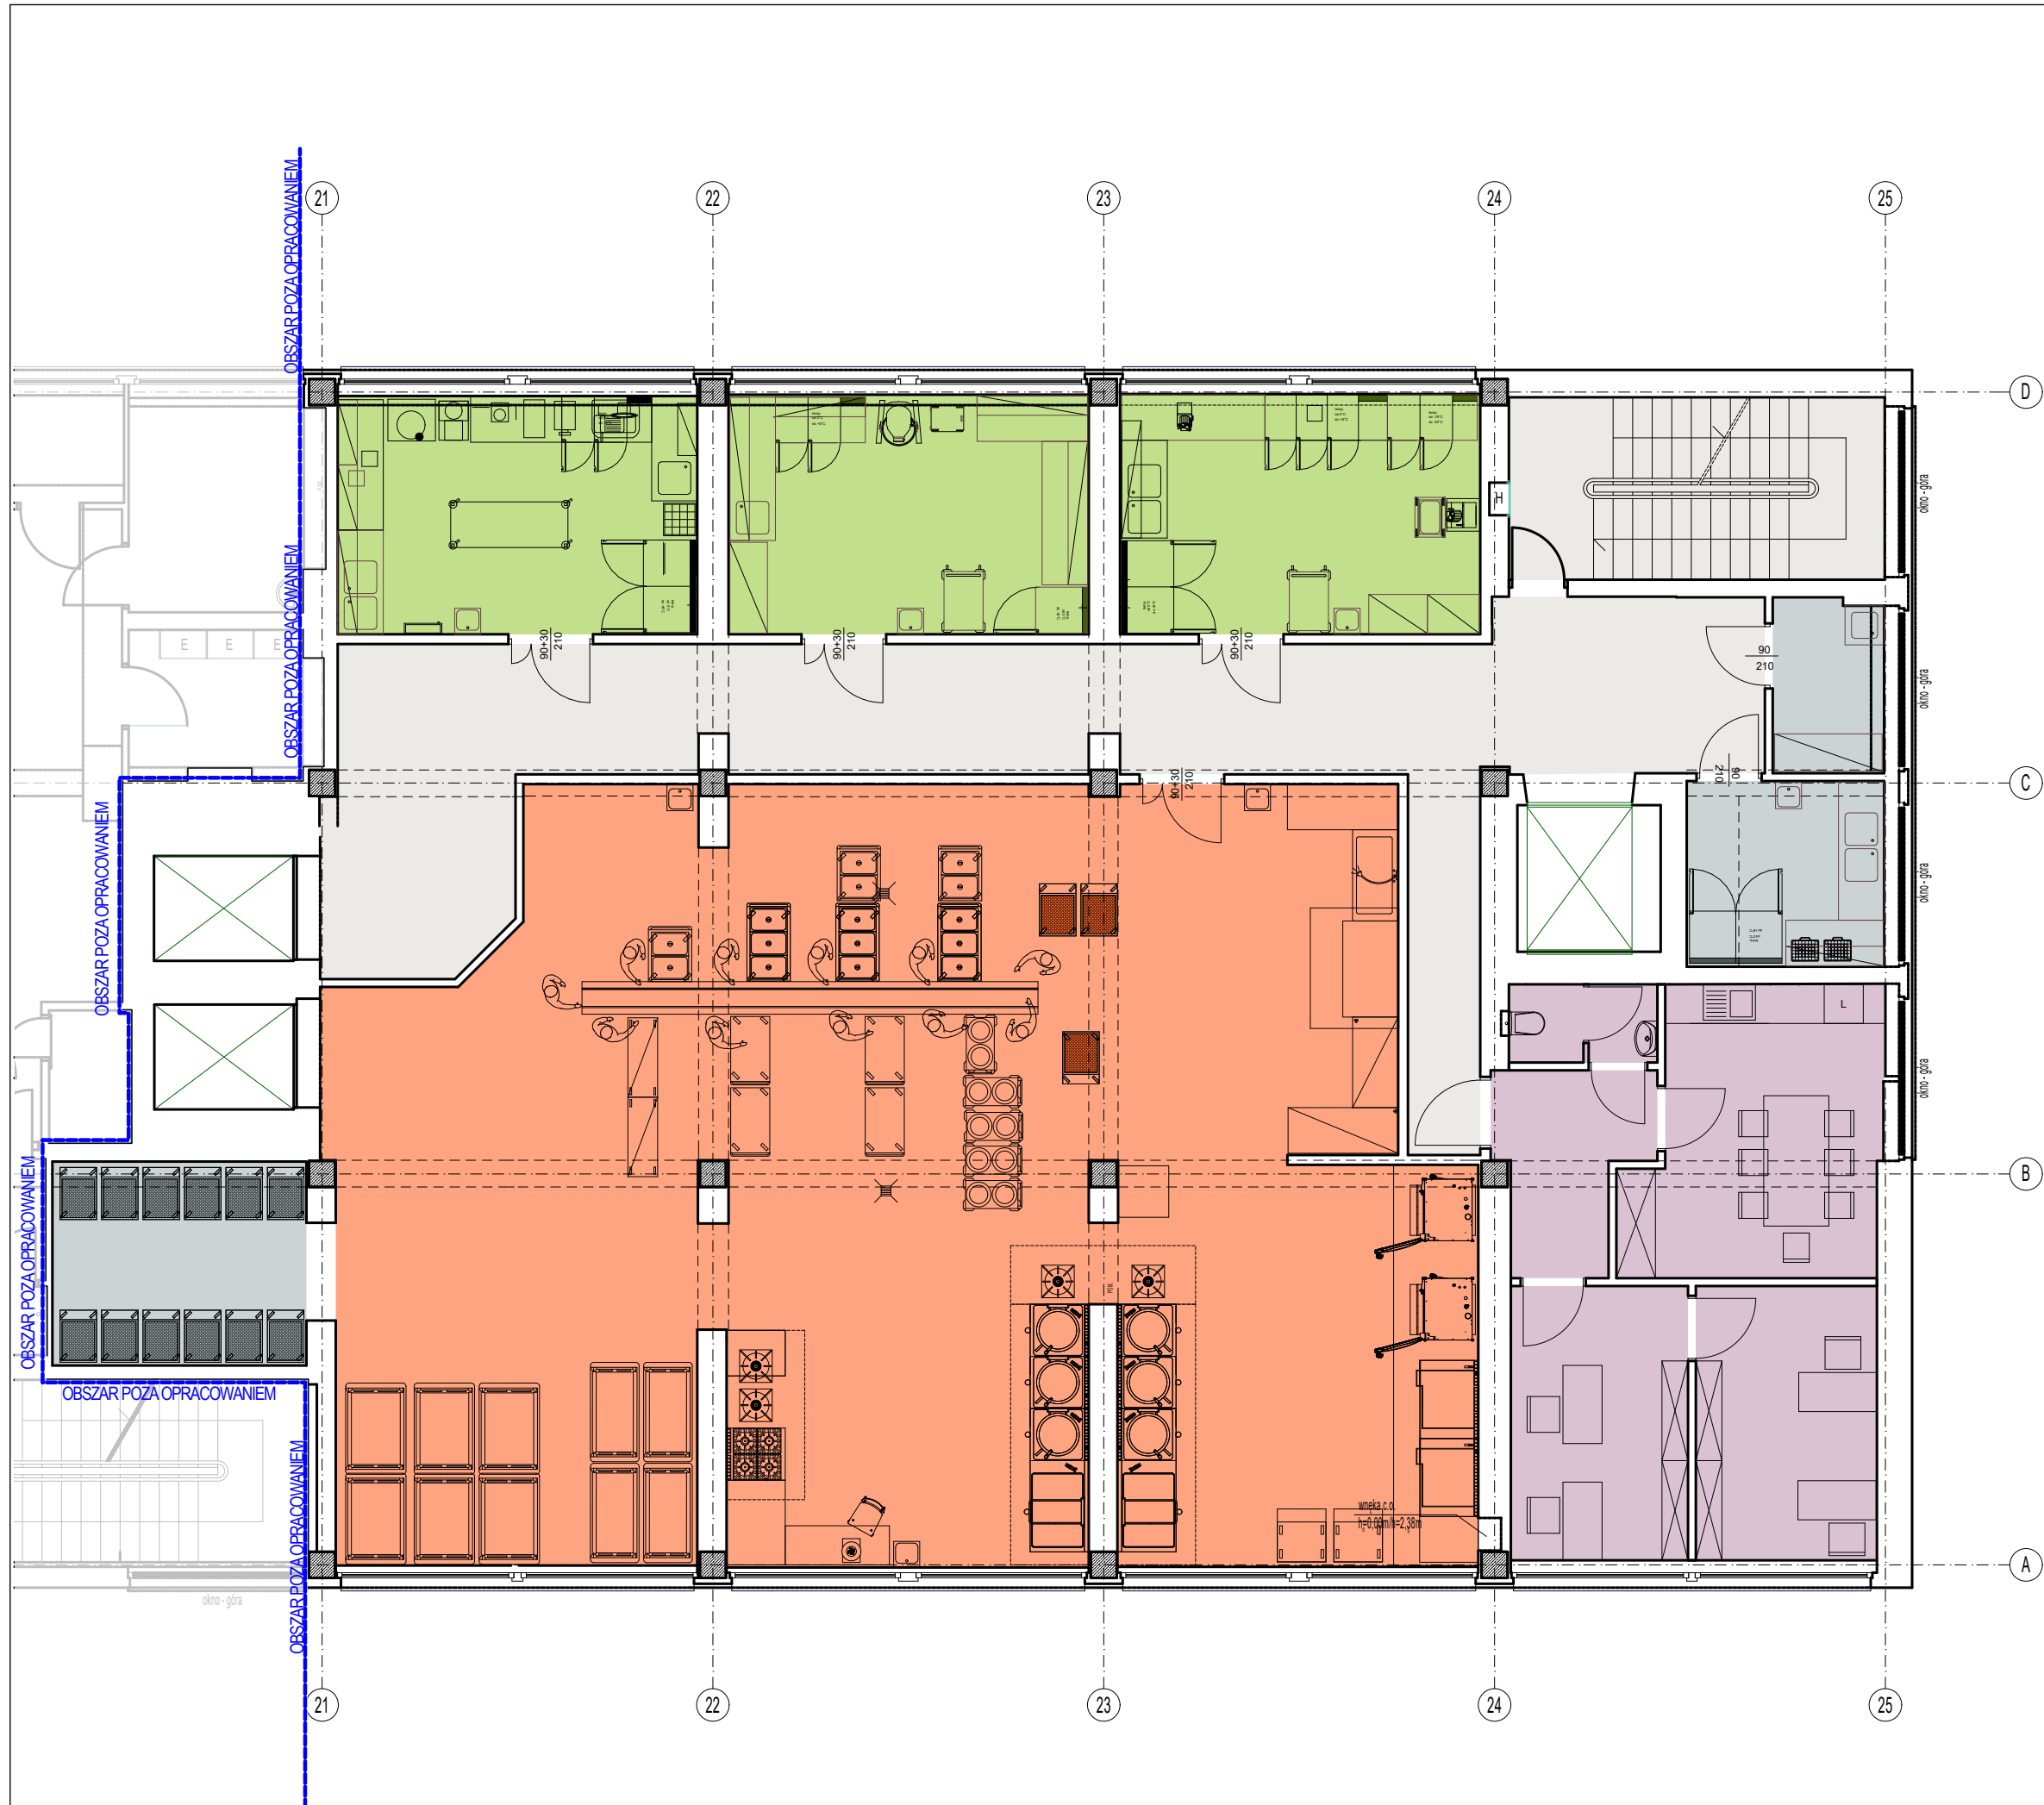 OBSZAR POZA OPRACOWANIEM
21
22
23
24
25
D
okno - góra
H
OBSZAR POZA OPRACOWANIEM
E
E
E
90+30
210
90+30
210
90+30
210
90
210
okno - góra
90+30
210
90
210
C
OBSZAR POZA OPRACOWANIEM
okno - góra
L
okno - góra
B
OBSZAR POZA OPRACOWANIEM
OBSZAR POZA OPRACOWANIEM
OBSZAR POZA OPRACOWANIEM
wnęka c.o.
A
okno - góra
21
22
23
24
25